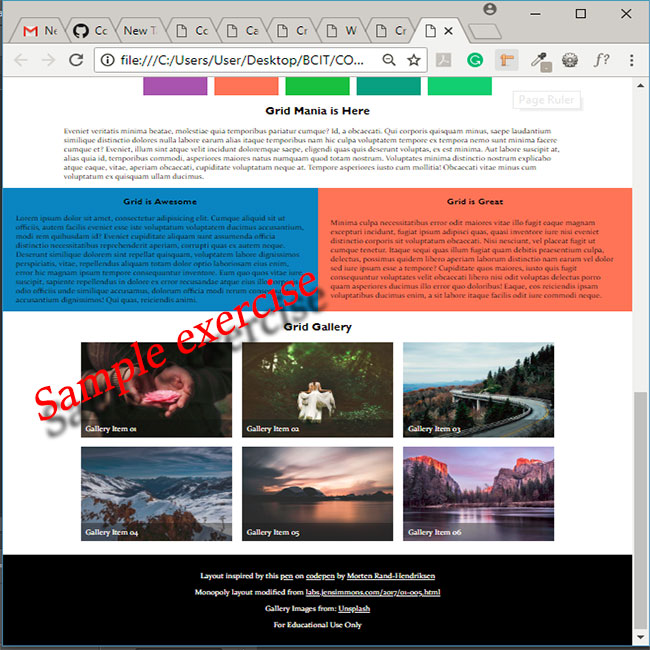 Ne
Cc
New T
Cc
Ca
Cr
W
Cr
file:///C:/Users/User/Desktop/BCIT/CO...
f?
Page Ruler
Grid Mania is Here
Eveniet veritatis minima beatae, molestiae quia temporibus pariatur cumque? Id, a obcaecati. Qui corporis quisquam minus, saepe laudantium
similique distinctio dolores nulla labore earum alias itaque temporibus nam hic culpa voluptatem tempore ex tempora nemo sunt minima facere
cumque et? Eveniet, illum sint atque velit incidunt doloremque saepe, eligendi quas quis deserunt voluptas, ex est minima. Aut labore suscipit at,
alias quia id, temporibus commodi, asperiores maiores natus numquam quod totam nostrum. Voluptates minima distinctio nostrum explicabo
atque eaque, vitae, aperiam obcaecati, cupiditate voluptatum neque at. Tempore asperiores iusto cum mollitia! Obcaecati vitae minus cum
voluptatum ex quisquam ullam ducimus.
Grid is Awesome
Lorem ipsum dolor sit amet, consectetur adipisicing elit. Cumque aliquid sit ut
officiis, autem facilis eveniet esse iste voluptatum voluptatem ducimus accusantium,
modi sem quibusdam id? Eveniet cupiditate aliquam sunt assumenda officiis
distinctio necessitatibus reprehenderit aperiam, corrupti quas ex autem neque.
Deserunt similique dolorem sint repellat quisquam, voluptatem labore dignissimos
perspiciatis, vitae, repellendus aliquam totam dolor optio laboriosam eius enim,
error hic magnam ipsum tempore consequuntur inventore. Eum quo quos vitae iure
suscipit, sapiente repellendus in dolore ex error recusandae atque eius illo
odio officiis unde similique accusamus, dolorum officia modi rerum
accusantium dignissimos! Qui quas, reiciendis animi.
Grid is Great
Minima culpa necessitatibus error odit maiores vitae illo fugit eaque magnam
excepturi incidunt, fugiat ipsum adipisci quas, quasi inventore iure nisi eveniet
distinctio corporis sit voluptatum obcaecati. Nisi nesciunt, vel placeat fugit ut
cumque tenetur. Itaque sequi quas illum fugiat quam debitis praesentium culpa,
delectus, possimus quidem libero aperiam laborum distinctio nam earum vel dolor
sed iure ipsum esse a tempore? Cupiditate quos maiores, iusto quis fugit
consequuntur voluptates velit obcaecati nobis odit nisi voluptas delectus porro
quam asperiores ducimus illo error quo doloribus! Eaque, eos reiciendis ipsam
voluptatibus ducimus enim, a sit labore itaque facilis odit iure commodi neque.
Sample exercise
Grid Gallery
Gallery Item 01
Gallery Item 02
Gallery Item 03
Gallery Item 04
Gallery Item 05
Gallery Item 06
Layout inspired by this pen on codepen by Morten Rand-Hendriksen
Monopoly layout modified from labs.jensimmons.com/2017/01-005.html
Gallery Images from: Unsplash
For Educational Use Only